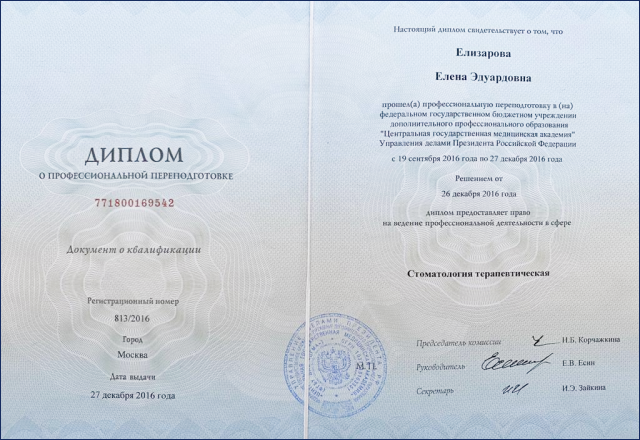 ДИПЛОМ
О ПРОФЕССИОНАЛЬНОЙ ПЕРЕПОДГОТОВКЕ
771800169542
Документ о квалификации
Регистрационный номер
813/2016
Город
Москва
Дата выдачи
27 декабря 2016 года
Настоящий диплом свидетельствует о том, что
Елизарова
Елена Эдуардовна
прошел(а) профессиональную переподготовку в (на)
федеральном государственном бюджетном учреждении
дополнительного профессионального образования
"Центральная государственная медицинская академия"
Управления делами Президента Российской Федерации
с 19 сентября 2016 года по 27 декабря 2016 года
Решением от
26 декабря 2016 года
диплом предоставляет право
на ведение профессиональной деятельности в сфере
Стоматология терапевтическая
Председатель комиссии И.Б. Корчажкина
М.П.
Руководитель Е.В. Есин
Секретарь И.Э. Зайкина